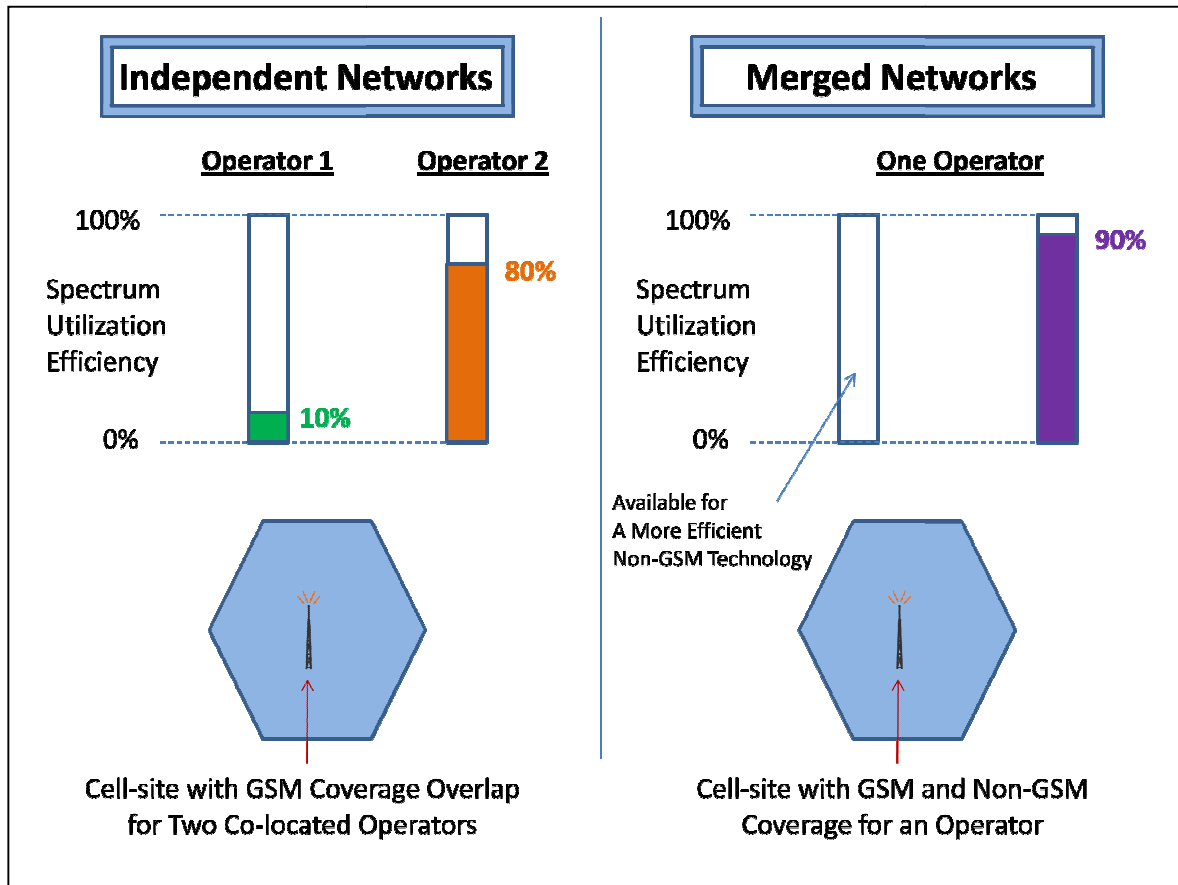 Independent Networks
Operator 1
Operator 2
100%
Spectrum
Utilization
Efficiency
0%
10%
80%
Cell-site with GSM Coverage Overlap
for Two Co-located Operators
Merged Networks
One Operator
100%
Spectrum
Utilization
Efficiency
0%
90%
Available for
A More Efficient
Non-GSM Technology
Cell-site with GSM and Non-GSM
Coverage for an Operator